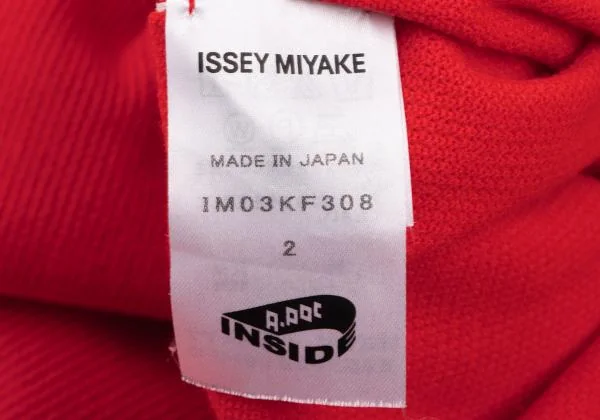 ISSEY MIYAKE
MADE IN JAPAN
IM03KF308
2
A.POC
INSIDE